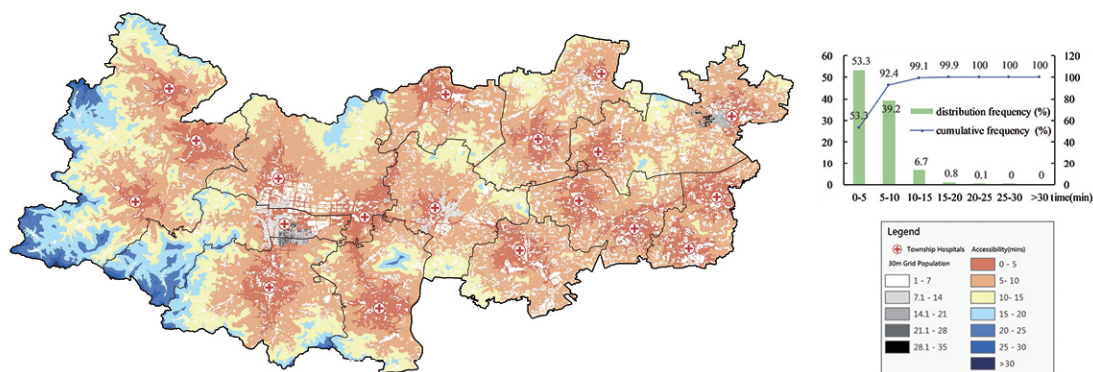 60
50
40
30
20
10
0
120
100
80
60
40
20
0
53.3
92.4
99.1
99.9
100
100
100
53.3
39.2
6.7
0.8
0.1
0
0
distribution frequency (%)
cumulative frequency (%)
0-5 5-10 10-15 15-20 20-25 25-30 >30 time(min)
Legend
Township Hospitals Accessibility(mins)
30m Grid Population 0 - 5
1 - 7 5- 10
7.1 - 14 10- 15
14.1 - 21 15 - 20
21.1 - 28 20 - 25
28.1 - 35 25 - 30
>30